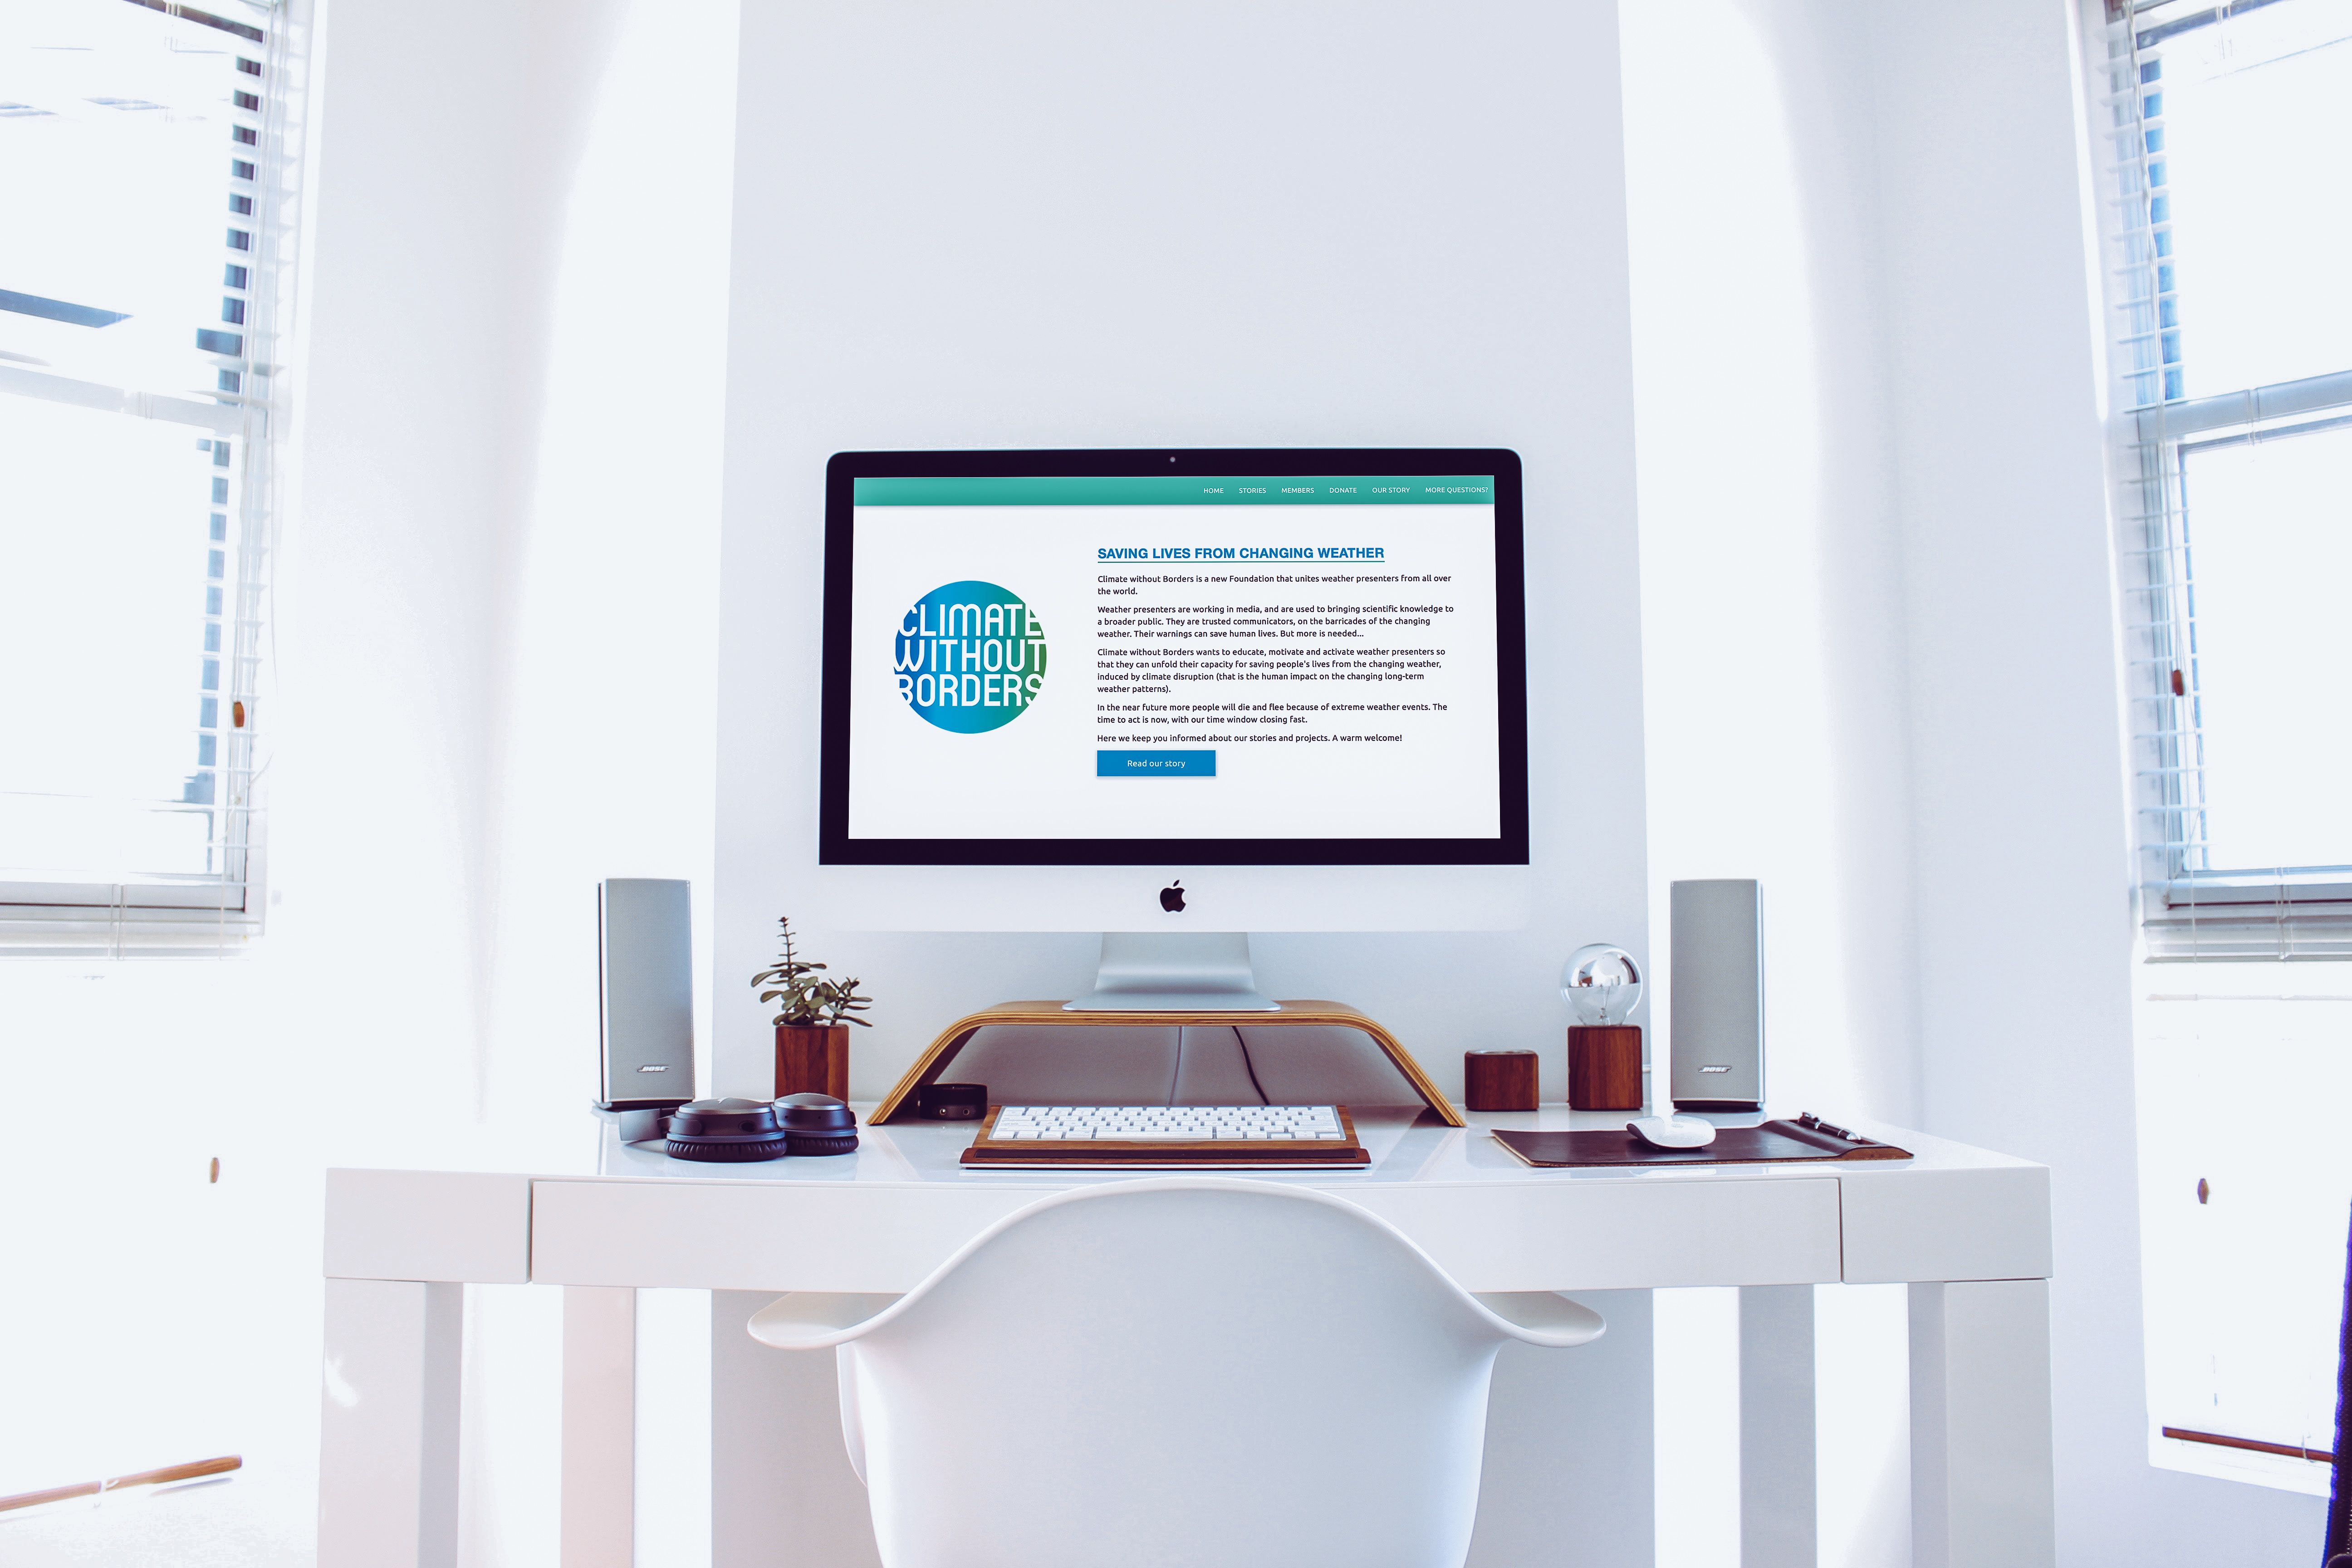 HOME STORIES MEMBERS DONATE OUR STORY MORE QUESTIONS?
CLIMATE
WITHOUT
BORDERS
SAVING LIVES FROM CHANGING WEATHER
Climate without Borders is a new Foundation that unites weather presenters from all over
the world.
Weather presenters are working in media, and are used to bringing scientific knowledge to
a broader public. They are trusted communicators, on the barricades of the changing
weather. Their warnings can save human lives. But more is needed...
Climate without Borders wants to educate, motivate and activate weather presenters so
that they can unfold their capacity for saving people's lives from the changing weather,
induced by climate disruption (that is the human impact on the changing long-term
weather patterns).
In the near future more people will die and flee because of extreme weather events. The
time to act is now, with our time window closing fast.
Here we keep you informed about our stories and projects. A warm welcome!
Read our story
BOSE
BOSE